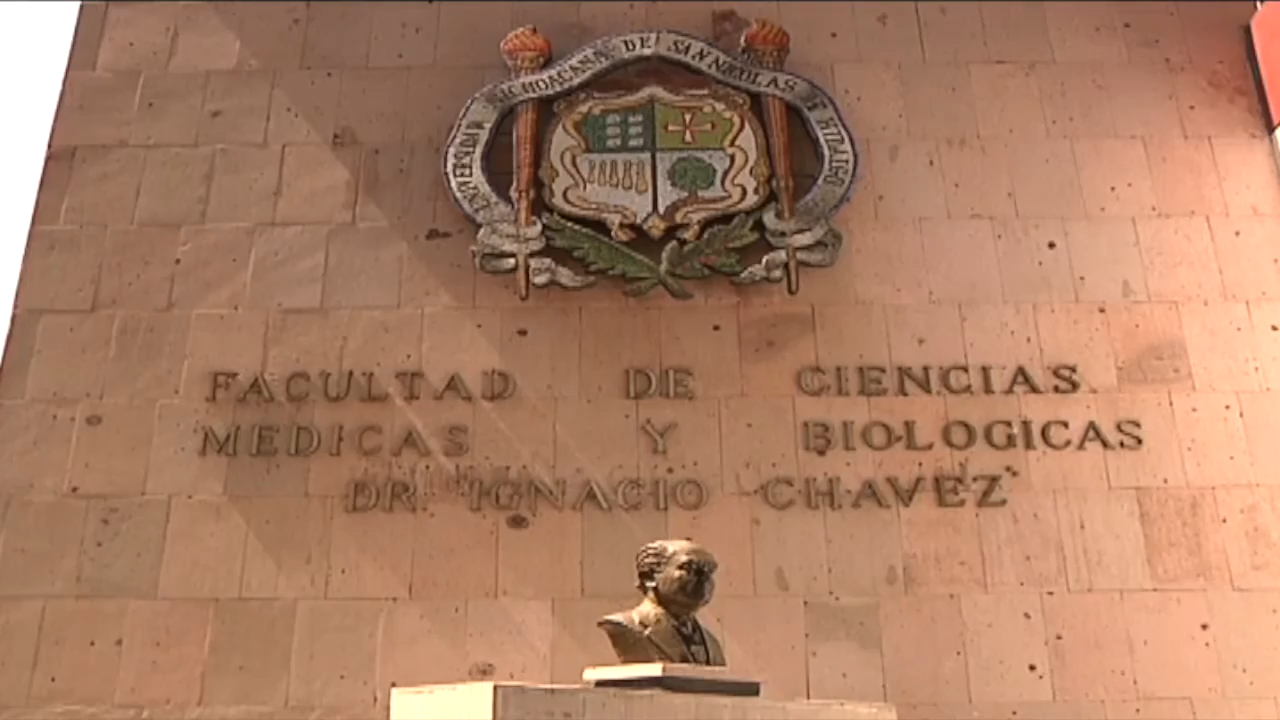 UNIVERSIDAD MICHOACANA DE SAN NICOLAS DE HIDALGO
FACULTAD DE CIENCIAS
MEDICAS Y BIOLOGICAS
DR. "IGNACIO CHAVEZ"